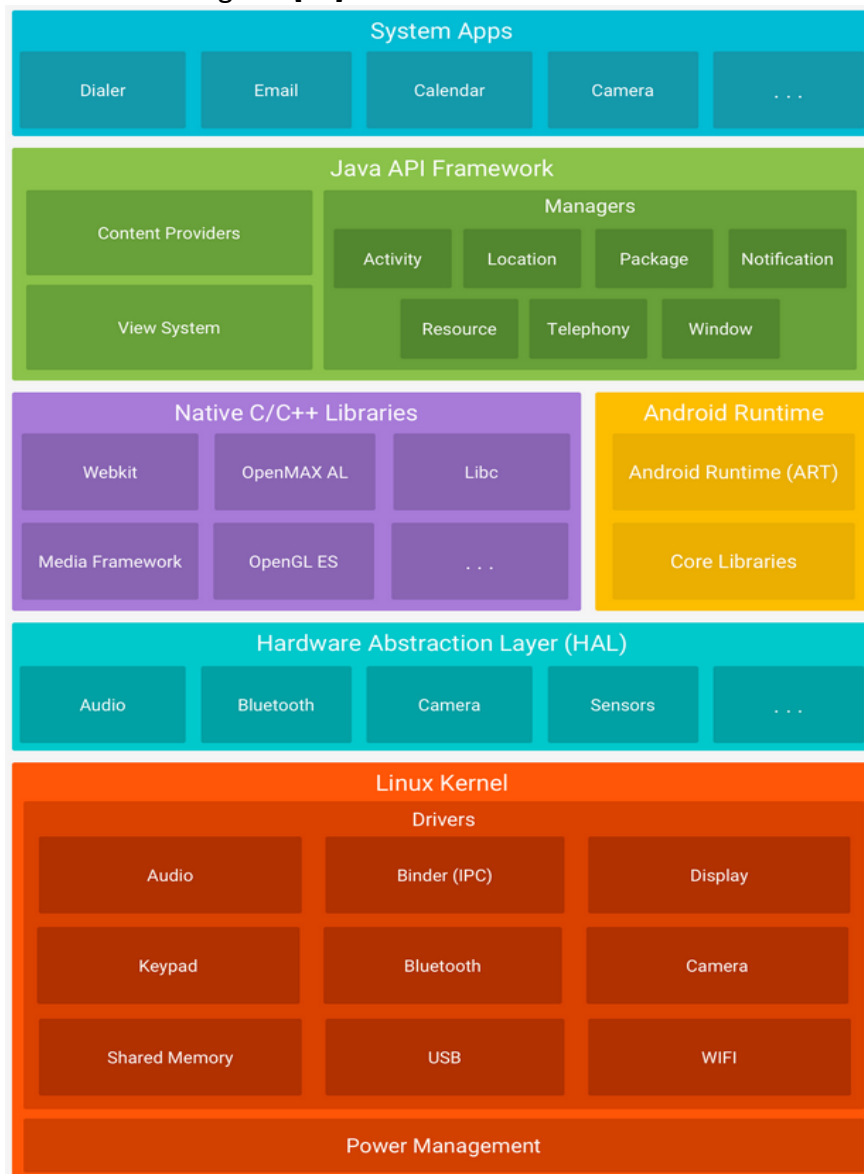 System Apps
Dialer
Email
Calendar
Camera
. . .
Java API Framework
Content Providers
View System
Managers
Activity
Location
Package
Notification
Resource
Telephony
Window
Native C/C++ Libraries
Webkit
OpenMAX AL
Libc
Media Framework
OpenGL ES
. . .
Android Runtime
Android Runtime (ART)
Core Libraries
Hardware Abstraction Layer (HAL)
Audio
Bluetooth
Camera
Sensors
. . .
Linux Kernel
Drivers
Audio
Binder (IPC)
Display
Keypad
Bluetooth
Camera
Shared Memory
USB
WIFI
Power Management